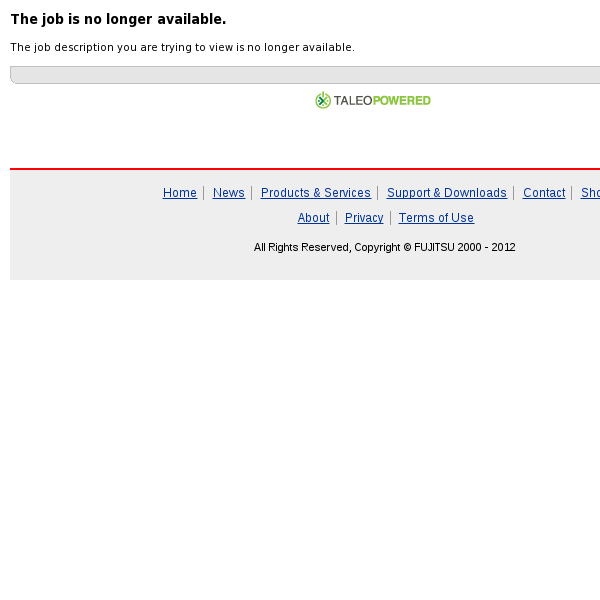 The job is no longer available.
The job description you are trying to view is no longer available.
TALEOPOWERED
Home News Products & Services Support & Downloads Contact Sho
About Privacy Terms of Use
All Rights Reserved, Copyright © FUJITSU 2000 - 2012